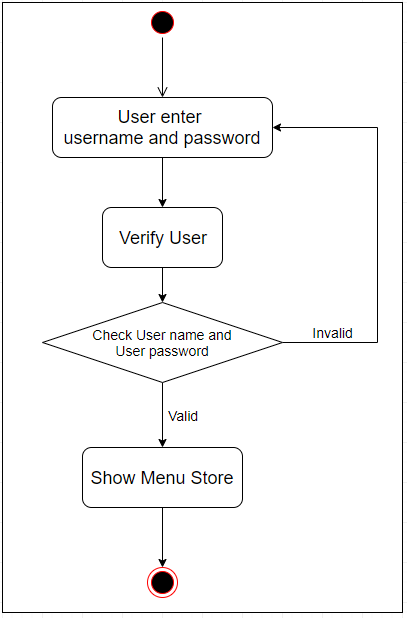 User enter
username and password
Verify User
Check User name and
User password
Invalid
Valid
Show Menu Store